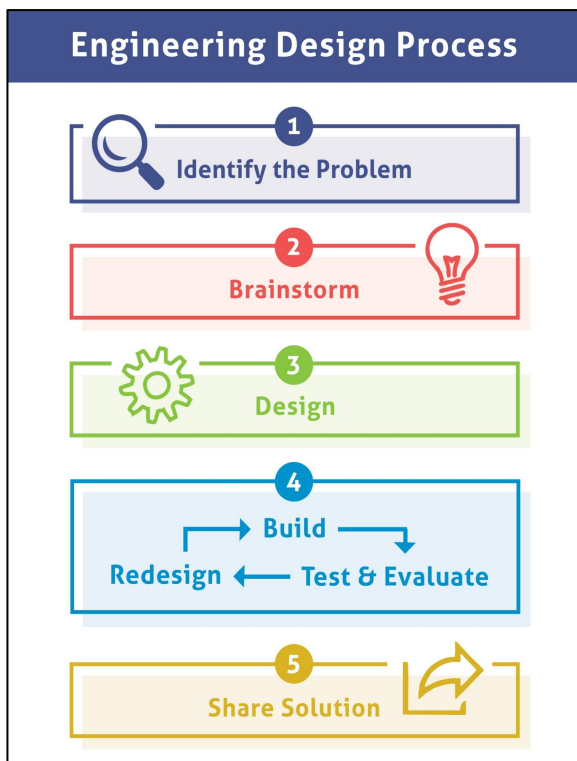 Engineering Design Process
1
Identify the Problem
2
Brainstorm
3
Design
4
Build
Redesign
Test & Evaluate
5
Share Solution